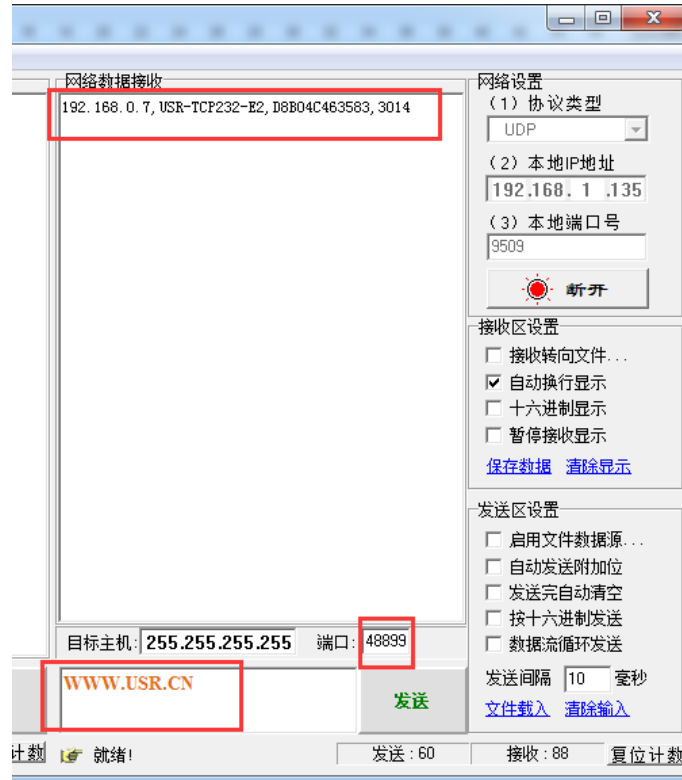 网络数据接收
192.168.0.7,USR-TCP232-E2,D8B04C463583,3014
目标主机: 255.255.255.255 端口: 48899
WWW.USR.CN
发送
网络设置
(1) 协议类型
UDP
(2) 本地IP地址
192.168. 1 .135
(3) 本地端口号
9509
断开
接收区设置
接收转向文件...
自动换行显示
十六进制显示
暂停接收显示
保存数据 清除显示
发送区设置
启用文件数据源...
自动发送附加位
发送完自动清空
按十六进制发送
数据流循环发送
发送间隔 10 毫秒
文件载入 清除输入
计数 就绪! 发送 : 60 接收 : 88 复位计数